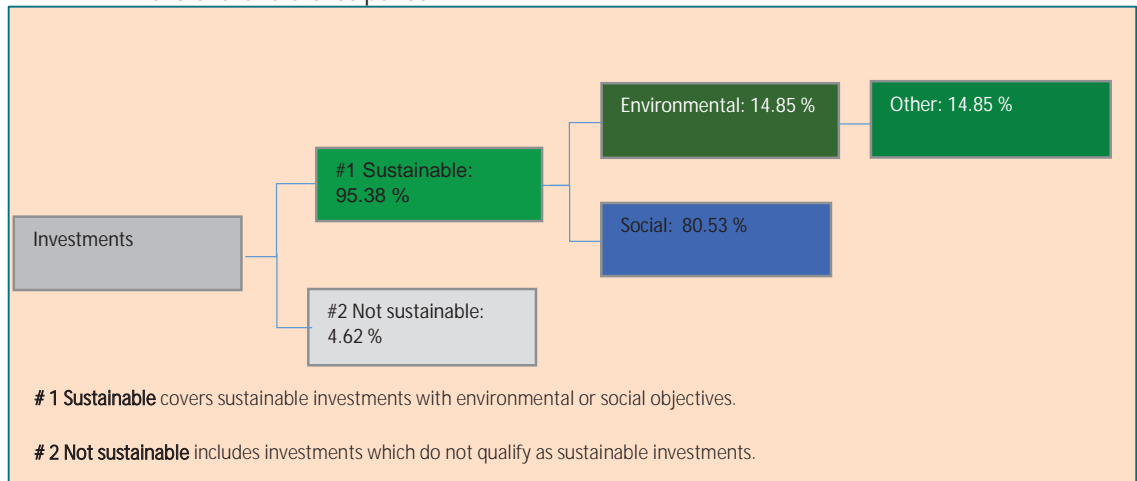 Environmental: 14.85 %
Other: 14.85 %
#1 Sustainable:
95.38 %
Social: 80.53 %
Investments
#2 Not sustainable:
4.62 %
# 1 Sustainable covers sustainable investments with environmental or social objectives.
# 2 Not sustainable includes investments which do not qualify as sustainable investments.